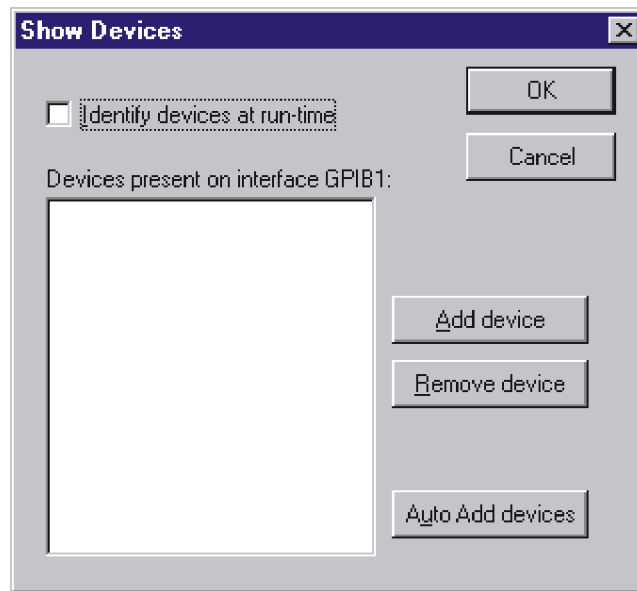 Show Devices
OK
Identify devices at run-time
Cancel
Devices present on interface GPIB1:
Add device
Remove device
Auto Add devices